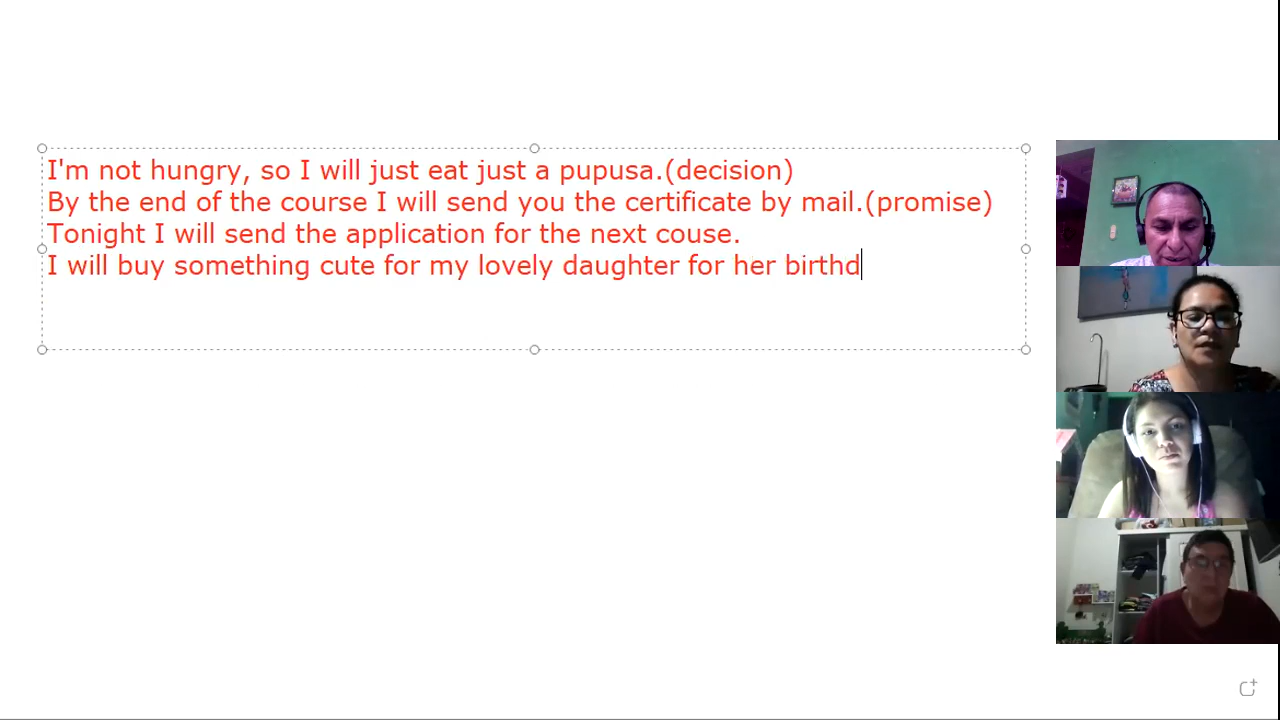 I'm not hungry, so I will just eat just a pupusa.(decision)
By the end of the course I will send you the certificate by mail.(promise)
Tonight I will send the application for the next couse.
I will buy something cute for my lovely daughter for her birthd